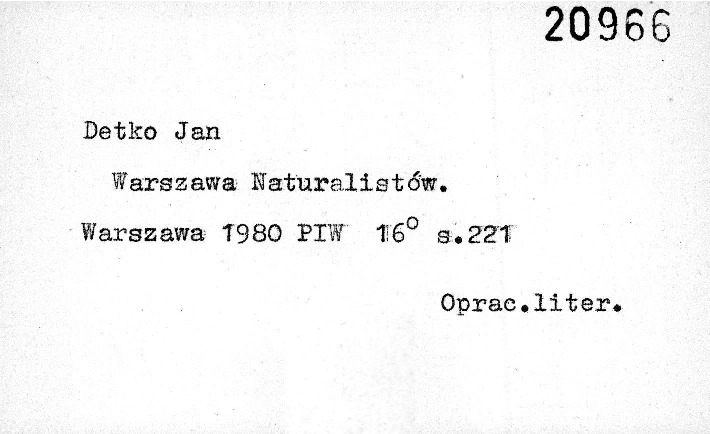 20966
Detko Jan
Warszawa Naturalistów.
Warszawa 1980 PIW 16° s.221
Oprac.liter.